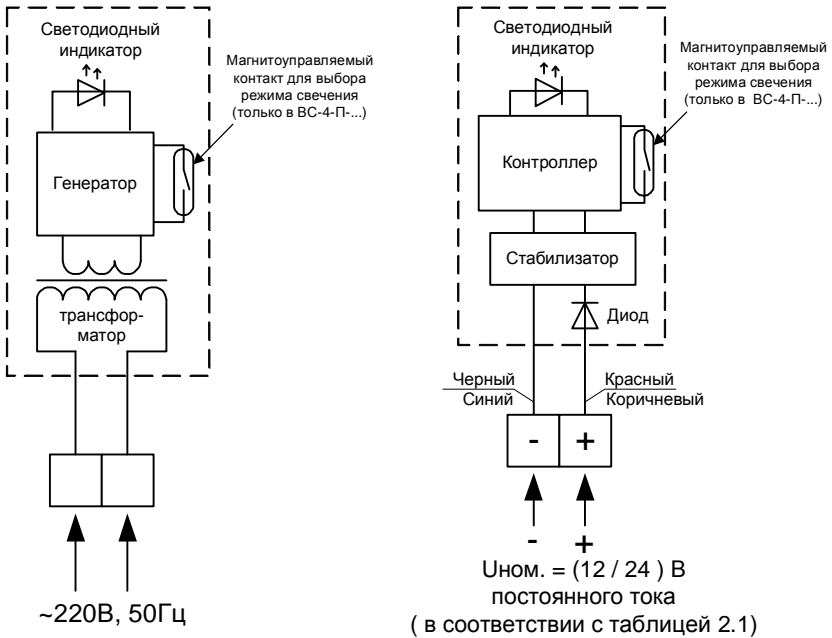 Светодиодный
индикатор
Магнитоуправляемый
контакт для выбора
режима свечения
(только в ВС-4-П-...)
Генератор
трансфор-
матор
~220В, 50Гц
Светодиодный
индикатор
Магнитоуправляемый
контакт для выбора
режима свечения
(только в ВС-4-П-...)
Контроллер
Стабилизатор
Диод
Черный
Синий
Красный
Коричневый
- +
- +
Uном. = (12 / 24 ) В
постоянного тока
( в соответствии с таблицей 2.1)